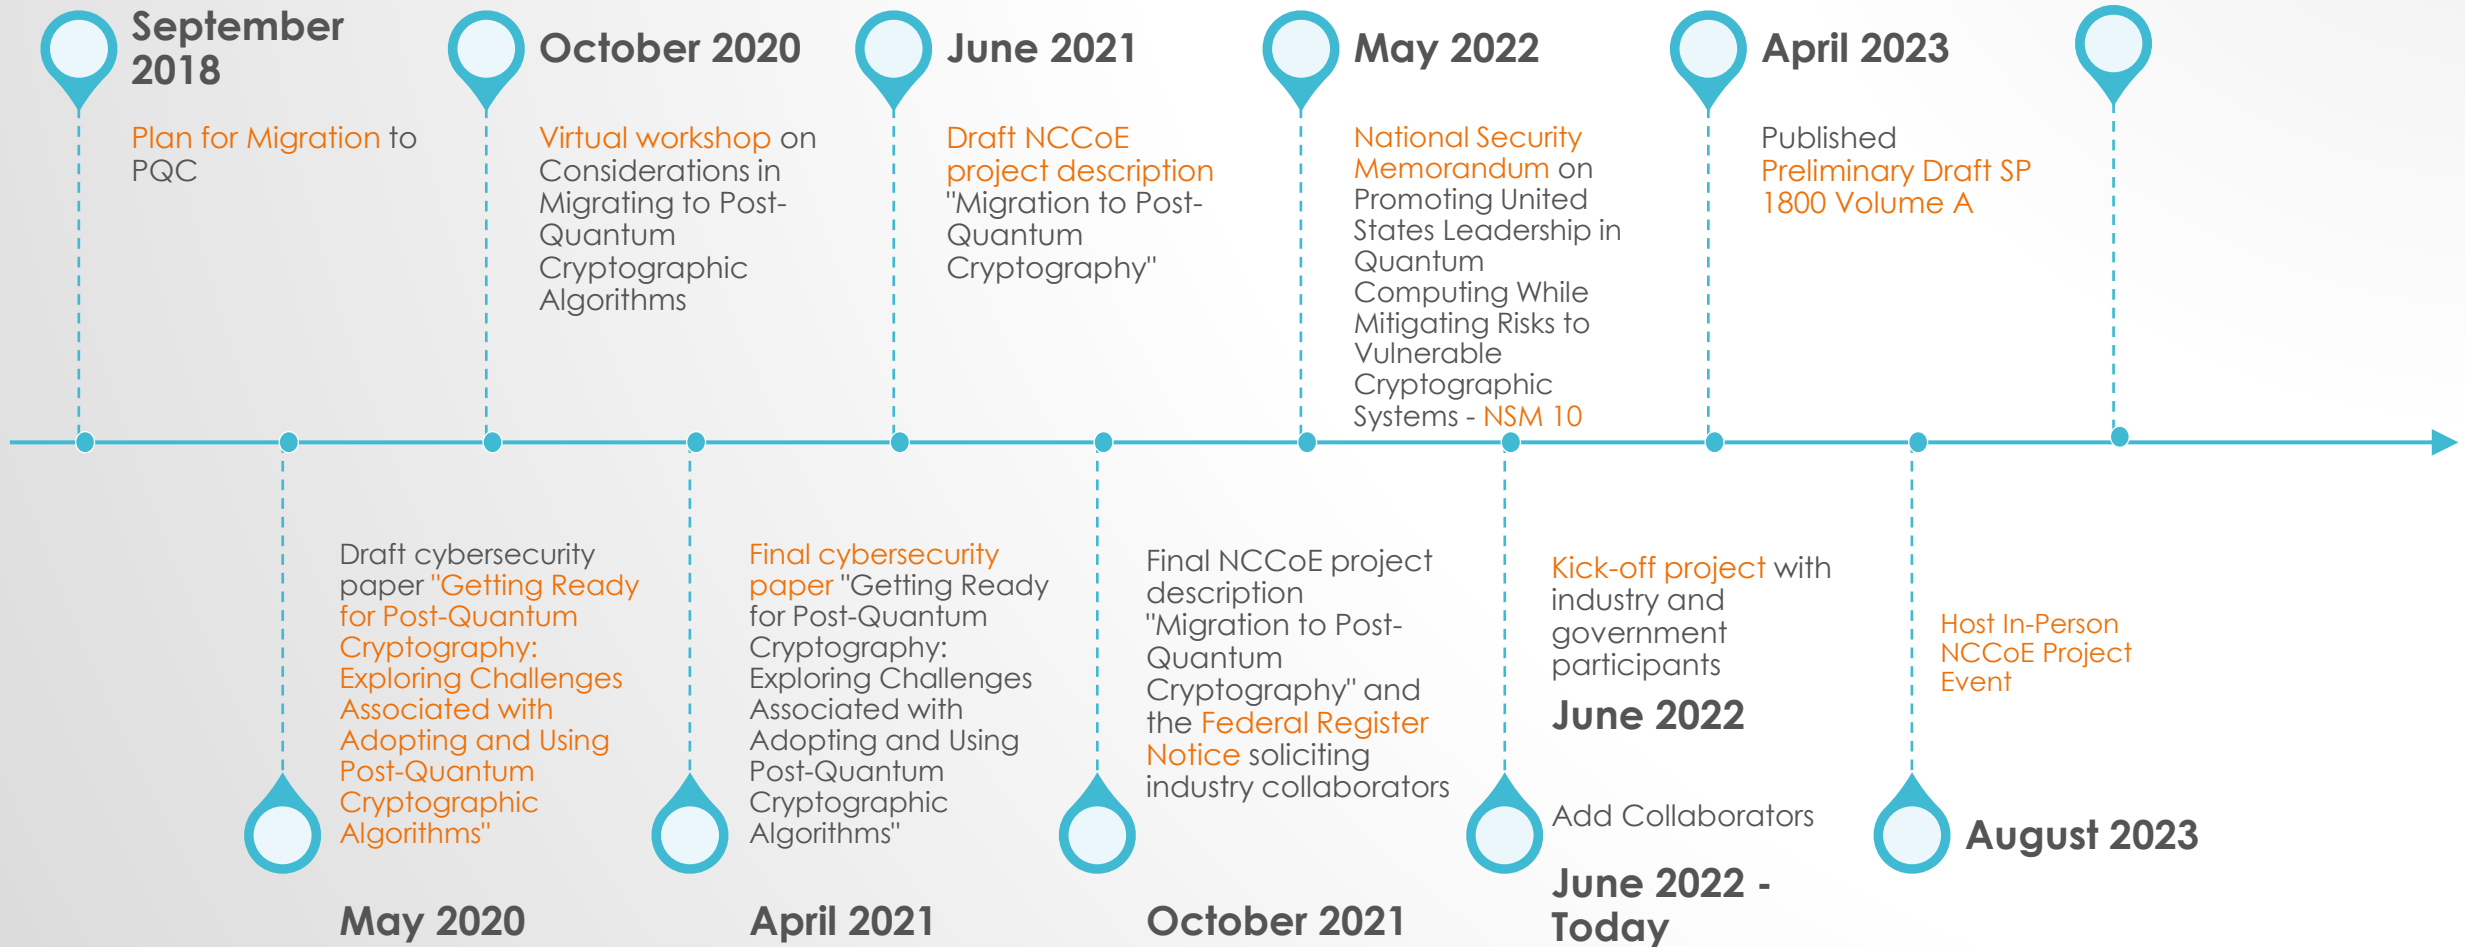 September
2018
Plan for Migration to
PQC
October 2020
Virtual workshop on
Considerations in
Migrating to Post-
Quantum
Cryptographic
Algorithms
June 2021
Draft NCCoE
project description
"Migration to Post-
Quantum
Cryptography"
May 2022
National Security
Memorandum on
Promoting United
States Leadership in
Quantum
Computing While
Mitigating Risks to
Vulnerable
Cryptographic
Systems - NSM 10
April 2023
Published
Preliminary Draft SP
1800 Volume A
Draft cybersecurity
paper "Getting Ready
for Post-Quantum
Cryptography:
Exploring Challenges
Associated with
Adopting and Using
Post-Quantum
Cryptographic
Algorithms"
May 2020
Final cybersecurity
paper "Getting Ready
for Post-Quantum
Cryptography:
Exploring Challenges
Associated with
Adopting and Using
Post-Quantum
Cryptographic
Algorithms"
April 2021
Final NCCoE project
description
"Migration to Post-
Quantum
Cryptography" and
the Federal Register
Notice soliciting
industry collaborators
October 2021
Kick-off project with
industry and
government
participants
June 2022
Add Collaborators
June 2022 -
Today
Host In-Person
NCCoE Project
Event
August 2023